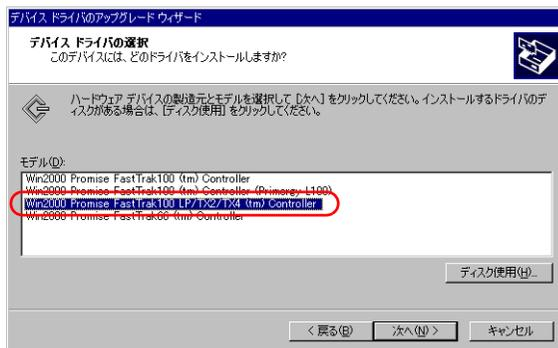 デバイス ドライバのアップグレード ウィザード
デバイス ドライバの選択
このデバイスには、どのドライバをインストールしますか?
ハードウェア デバイスの製造元とモデルを選択して [次へ] をクリックしてください。インストールするドライバのデ
ィスクがある場合は、[ディスク使用] をクリックしてください。
モデル(D):
Win2000 Promise FastTrak100 (tm) Controller
Win2000 Promise FastTrak100 (tm) Controller (Primergy L100)
Win2000 Promise FastTrak100 LP/TX2/TX4 (tm) Controller
Win2000 Promise FastTrak66 (tm) Controller
ディスク使用(H)...
< 戻る(B)
次へ(N) >
キャンセル